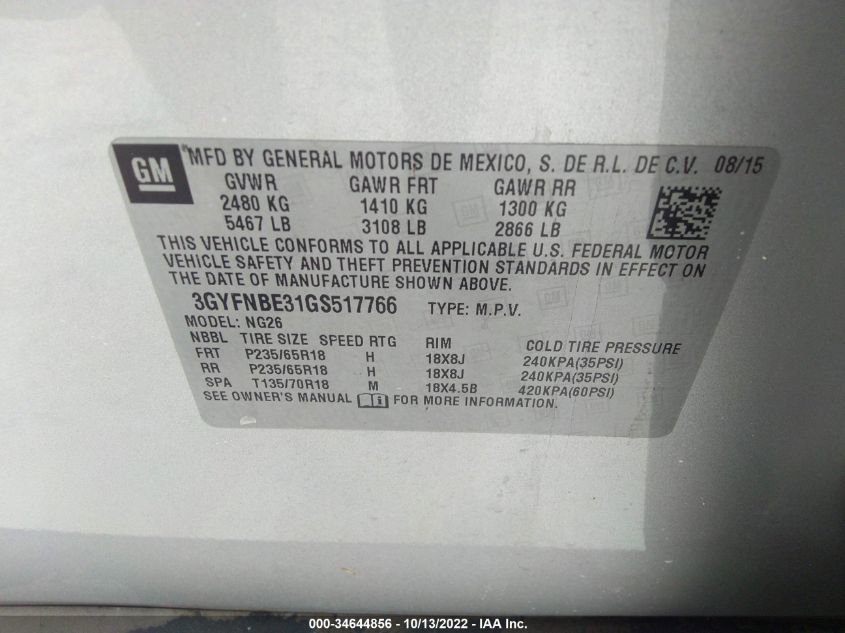 GM
MFD BY GENERAL MOTORS DE MEXICO, S. DE R.L. DE C.V. 08/15
GVWR GAWR FRT GAWR RR
2480 KG 1410 KG 1300 KG
5467 LB 3108 LB 2866 LB
THIS VEHICLE CONFORMS TO ALL APPLICABLE U.S. FEDERAL MOTOR
VEHICLE SAFETY AND THEFT PREVENTION STANDARDS IN EFFECT ON
THE DATE OF MANUFACTURE SHOWN ABOVE.
3GYFNBE31GS517766 TYPE: M.P.V.
MODEL: NG26
NBBL TIRE SIZE SPEED RTG RIM COLD TIRE PRESSURE
FRT P235/65R18 H 18X8J 240KPA(35PSI)
RR P235/65R18 H 18X8J 240KPA(35PSI)
SPA T135/70R18 M 18X4.5B 420KPA(60PSI)
SEE OWNER'S MANUAL FOR MORE INFORMATION.
000-34644856 - 10/13/2022 - IAA Inc.